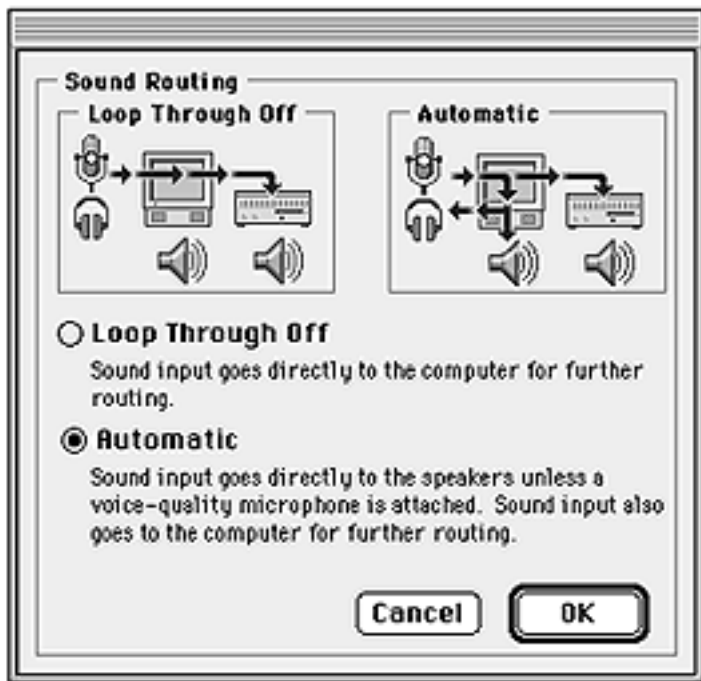 Sound Routing
Loop Through Off
Automatic
Loop Through Off
Sound input goes directly to the computer for further
routing.
Automatic
Sound input goes directly to the speakers unless a
voice-quality microphone is attached. Sound input also
goes to the computer for further routing.
Cancel
OK